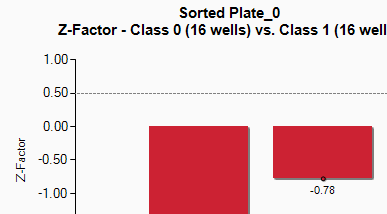 Sorted Plate_0
Z-Factor - Class 0 (16 wells) vs. Class 1 (16 well
1.00
0.50
0.00
-0.50
-1.00
Z-Factor
-0.78